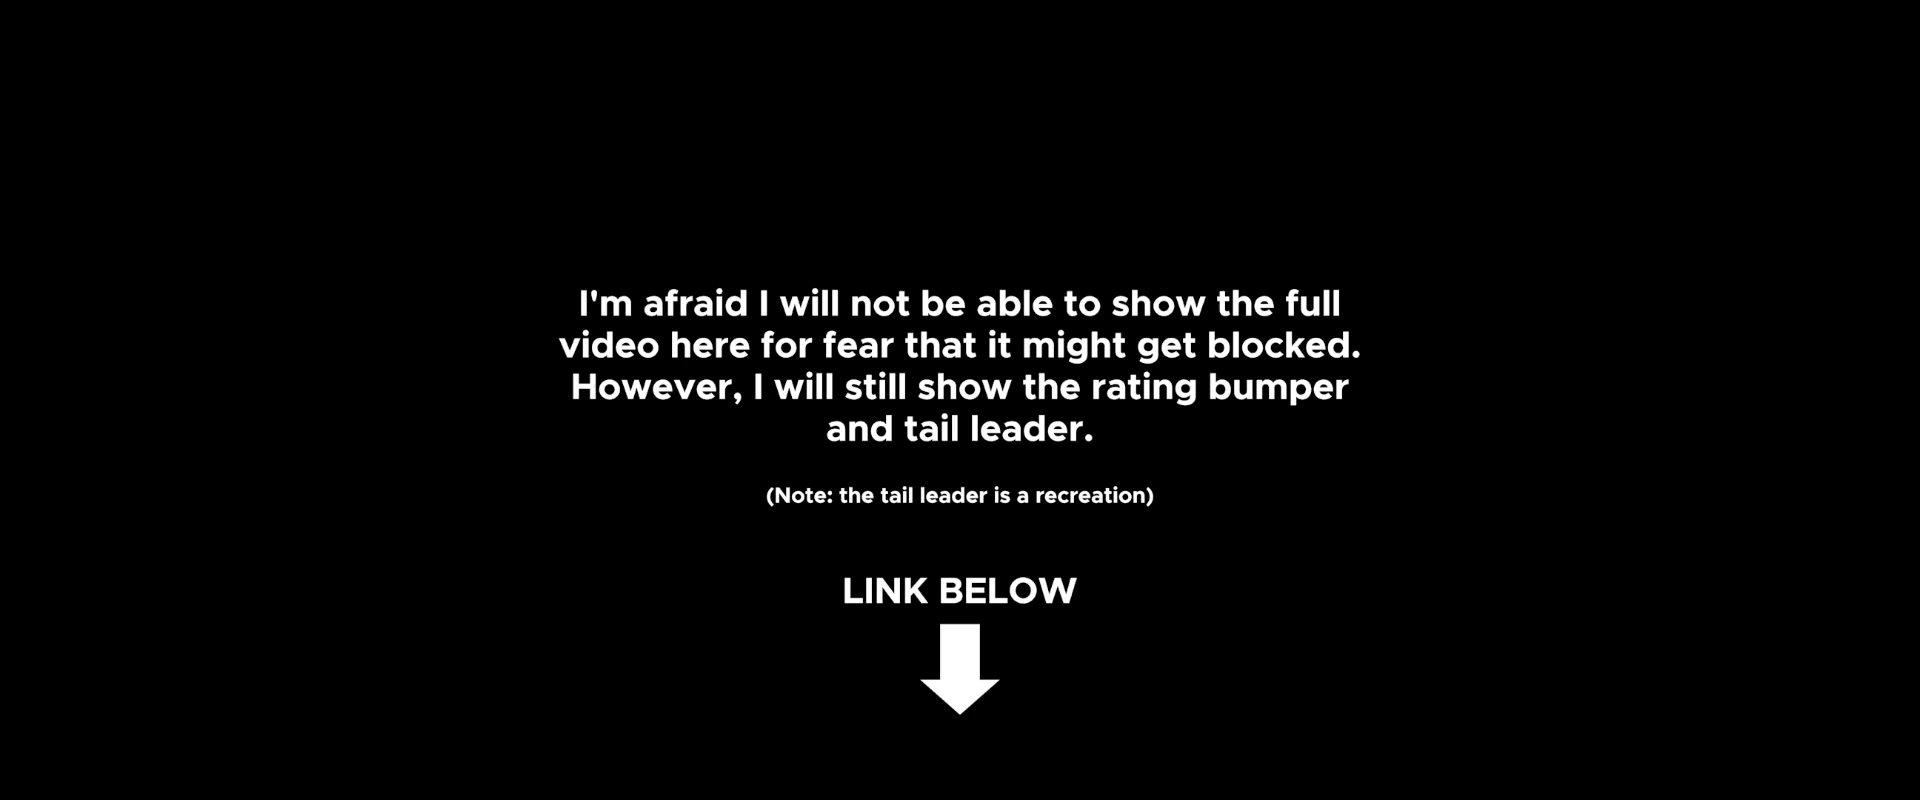 I'm afraid I will not be able to show the full
video here for fear that it might get blocked.
However, I will still show the rating bumper
and tail leader.
(Note: the tail leader is a recreation)
LINK BELOW